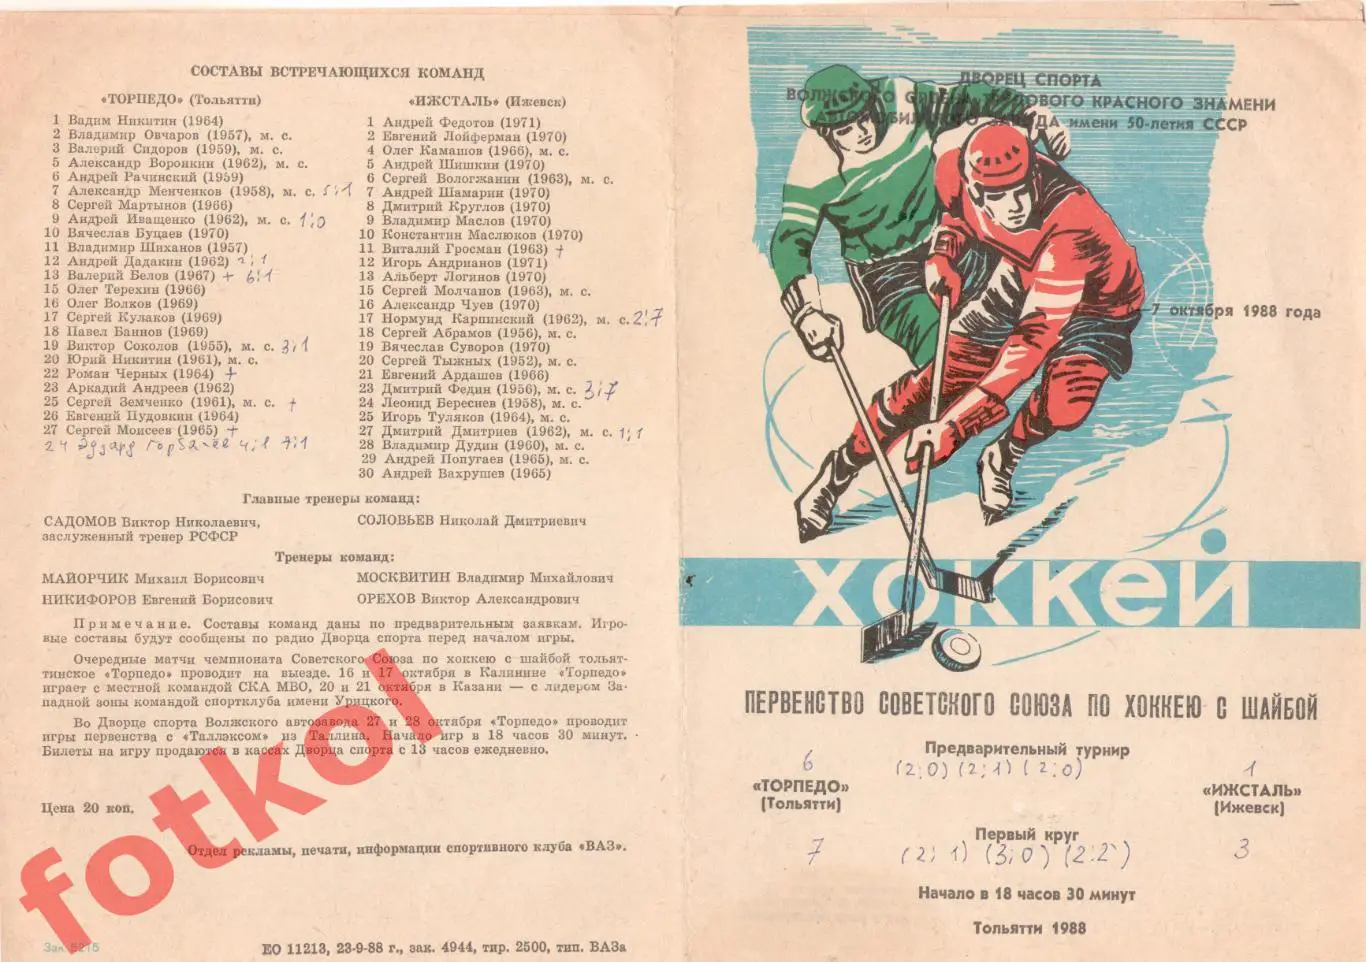 СОСТАВЫ ВСТРЕЧАЮЩИХСЯ КОМАНД
«ТОРПЕДО» (Тольятти)
1 Вадим Никитин (1964)
2 Владимир Овчаров (1957), м. с.
3 Валерий Сидоров (1959), м. с.
5 Александр Воронкин (1962), м. с.
6 Андрей Рачинский (1959)
7 Александр Менченков (1958), м. с. 5:1
8 Сергей Мартынов (1966)
9 Андрей Иващенко (1962), м. с. 1:0
10 Вячеслав Буцаев (1970)
11 Владимир Шиханов (1957)
12 Андрей Дадакин (1962) 2:1
13 Валерий Белов (1967) + 6:1
15 Олег Терехин (1966)
16 Олег Волков (1969)
17 Сергей Кулаков (1969)
18 Павел Баннов (1969)
19 Виктор Соколов (1955), м. с. 3:1
20 Юрий Никитин (1961), м. с.
22 Роман Черных (1964) +
23 Аркадий Андреев (1962)
25 Сергей Земченко (1961), м. с. +
26 Евгений Пудовкин (1964)
27 Сергей Моисеев (1965) +
24 Эдуард Горбачев 4:1 7:1
«ИЖСТАЛЬ» (Ижевск)
1 Андрей Федотов (1971)
2 Евгений Лойферман (1970)
4 Олег Камашов (1966), м. с.
5 Андрей Шишкин (1970)
6 Сергей Вологжанин (1963), м. с.
7 Андрей Шамарин (1970)
8 Дмитрий Круглов (1970)
9 Владимир Маслов (1970)
10 Константин Маслюков (1970)
11 Виталий Гросман (1963) +
12 Игорь Андрианов (1971)
13 Альберт Логинов (1970)
15 Сергей Молчанов (1963), м. с.
16 Александр Чуев (1970)
17 Нормунд Карпинский (1962), м. с. 2:7
18 Сергей Абрамов (1956), м. с.
19 Вячеслав Суворов (1970)
20 Сергей Тыжных (1952), м. с.
21 Евгений Ардашев (1966)
23 Дмитрий Федин (1956), м. с. 3:7
24 Леонид Береснев (1958), м. с.
25 Игорь Туляков (1964), м. с.
27 Дмитрий Дмитриев (1962), м. с. 1:1
28 Владимир Дудин (1960), м. с.
29 Андрей Попугаев (1965), м. с.
30 Андрей Вахрушев (1965)
Главные тренеры команд:
САДОМОВ Виктор Николаевич,
заслуженный тренер РСФСР
СОЛОВЬЕВ Николай Дмитриевич
Тренеры команд:
МАЙОРЧИК Михаил Борисович
НИКИФОРОВ Евгений Борисович
МОСКВИТИН Владимир Михайлович
ОРЕХОВ Виктор Александрович
Примечание. Составы команд даны по предварительным заявкам. Игро-
вые составы будут сообщены по радио Дворца спорта перед началом игры.
Очередные матчи чемпионата Советского Союза по хоккею с шайбой тольят-
тинское «Торпедо» проводит на выезде. 16 и 17 октября в Калинине «Торпедо»
играет с местной командой СКА МВО, 20 и 21 октября в Казани — с лидером За-
падной зоны командой спортклуба имени Урицкого.
Во Дворце спорта Волжского автозавода 27 и 28 октября «Торпедо» проводит
игры первенства с «Таллэксом» из Таллина. Начало игр в 18 часов 30 минут.
Билеты на игру продаются в кассах Дворца спорта с 13 часов ежедневно.
Цена 20 коп.
Отдел рекламы, печати, информации спортивного клуба «ВАЗ».
Зак. 5215
ЕО 11213, 23-9-88 г., зак. 4944, тир. 2500, тип. ВАЗа
fotkol
ДВОРЕЦ СПОРТА
ВОЛЖСКОГО ОРДЕНА ТРУДОВОГО КРАСНОГО ЗНАМЕНИ
АВТОМОБИЛЬНОГО ЗАВОДА имени 50-летия СССР
6—7 октября 1988 года
хоккей
ПЕРВЕНСТВО СОВЕТСКОГО СОЮЗА ПО ХОККЕЮ С ШАЙБОЙ
Предварительный турнир
6 (2:0) (2:1) (2:0) 1
«ТОРПЕДО»
(Тольятти)
«ИЖСТАЛЬ»
(Ижевск)
Первый круг
7 (2:1) (3:0) (2:2) 3
Начало в 18 часов 30 минут
Тольятти 1988